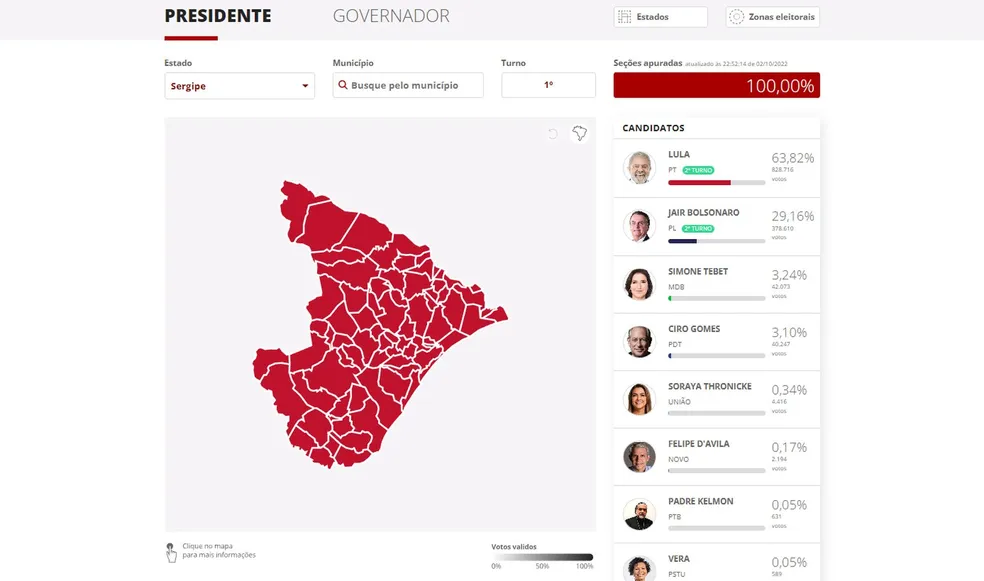 PRESIDENTE
GOVERNADOR
Estados
Zonas eleitorais
Estado
Sergipe
Município
Busque pelo município
Turno
1º
Seções apuradas atualizado às 22:52:14 de 02/10/2022
100,00%
CANDIDATOS
LULA
PT 2º TURNO
63,82%
828.716
votos
JAIR BOLSONARO
PL 2º TURNO
29,16%
378.610
votos
SIMONE TEBET
MDB
3,24%
42.073
votos
CIRO GOMES
PDT
3,10%
40.247
votos
SORAYA THRONICKE
UNIÃO
0,34%
4.416
votos
FELIPE D'AVILA
NOVO
0,17%
2.194
votos
PADRE KELMON
PTB
0,05%
631
votos
VERA
PSTU
0,05%
589
Clique no mapa
para mais informações
Votos validos
0%
50%
100%